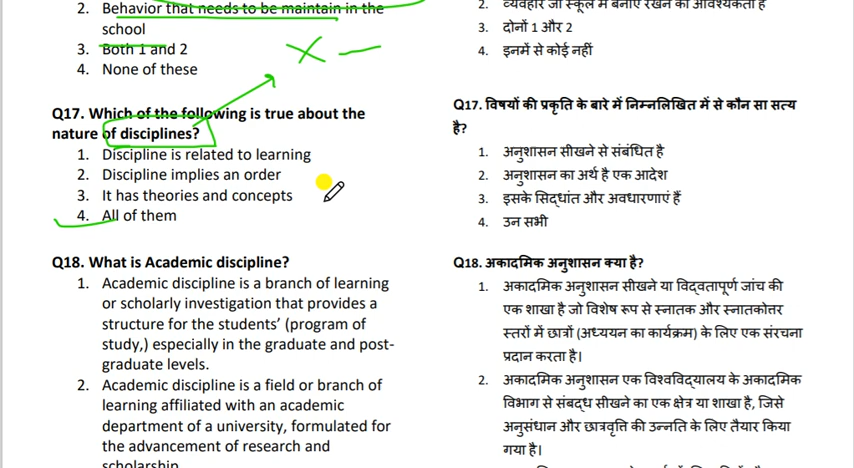 2. Behavior that needs to be maintain in the
school
3. Both 1 and 2
4. None of these
Q17. Which of the following is true about the
nature of disciplines?
1. Discipline is related to learning
2. Discipline implies an order
3. It has theories and concepts
4. All of them
Q18. What is Academic discipline?
1. Academic discipline is a branch of learning
or scholarly investigation that provides a
structure for the students’ (program of
study,) especially in the graduate and post-
graduate levels.
2. Academic discipline is a field or branch of
learning affiliated with an academic
department of a university, formulated for
the advancement of research and
scholarship
2. व्यवहार जो स्कूल में बनाए रखने की आवश्यकता है
3. दोनों 1 और 2
4. इनमें से कोई नहीं
Q17. विषयों की प्रकृति के बारे में निम्नलिखित में से कौन सा सत्य
है?
1. अनुशासन सीखने से संबंधित है
2. अनुशासन का अर्थ है एक आदेश
3. इसके सिद्धांत और अवधारणाएं हैं
4. उन सभी
Q18. अकादमिक अनुशासन क्या है?
1. अकादमिक अनुशासन सीखने या विद्वतापूर्ण जांच की
एक शाखा है जो विशेष रूप से स्नातक और स्नातकोत्तर
स्तरों में छात्रों (अध्ययन का कार्यक्रम) के लिए एक संरचना
प्रदान करता है।
2. अकादमिक अनुशासन एक विश्वविद्यालय के अकादमिक
विभाग से संबद्ध सीखने का एक क्षेत्र या शाखा है, जिसे
अनुसंधान और छात्रवृत्ति की उन्नति के लिए तैयार किया
गया है।